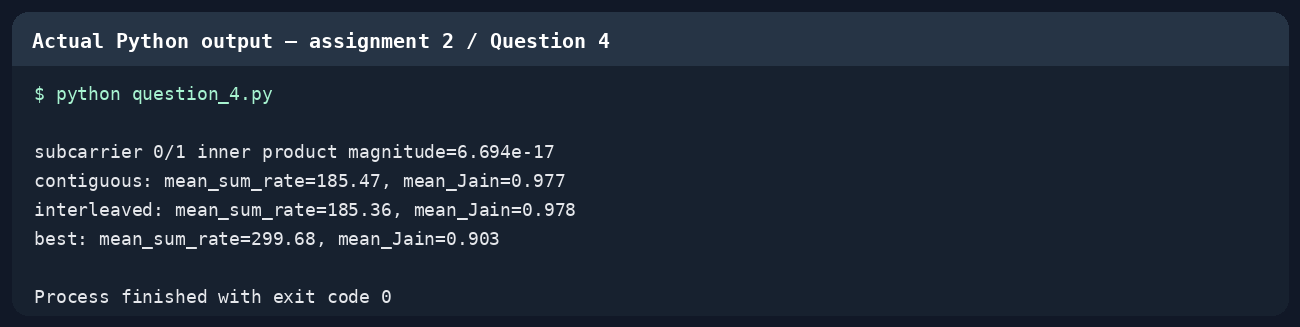 Actual Python output — assignment 2 / Question 4
$ python question_4.py
subcarrier 0/1 inner product magnitude=6.694e-17
contiguous: mean_sum_rate=185.47, mean_Jain=0.977
interleaved: mean_sum_rate=185.36, mean_Jain=0.978
best: mean_sum_rate=299.68, mean_Jain=0.903
Process finished with exit code 0